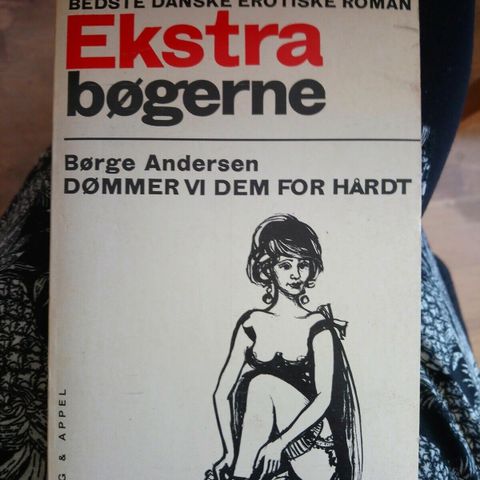 BEDSTE DANSKE EROTISKE ROMAN
Ekstra
bøgerne
Børge Andersen
DØMMER VI DEM FOR HÅRDT
G & APPEL